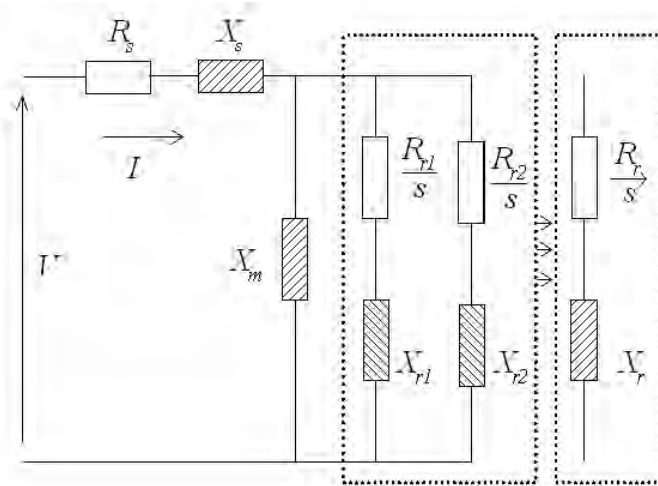 R_s
X_s
I
V
X_m
R_r1/s
R_r2/s
R_r/s
X_r1
X_r2
X_r